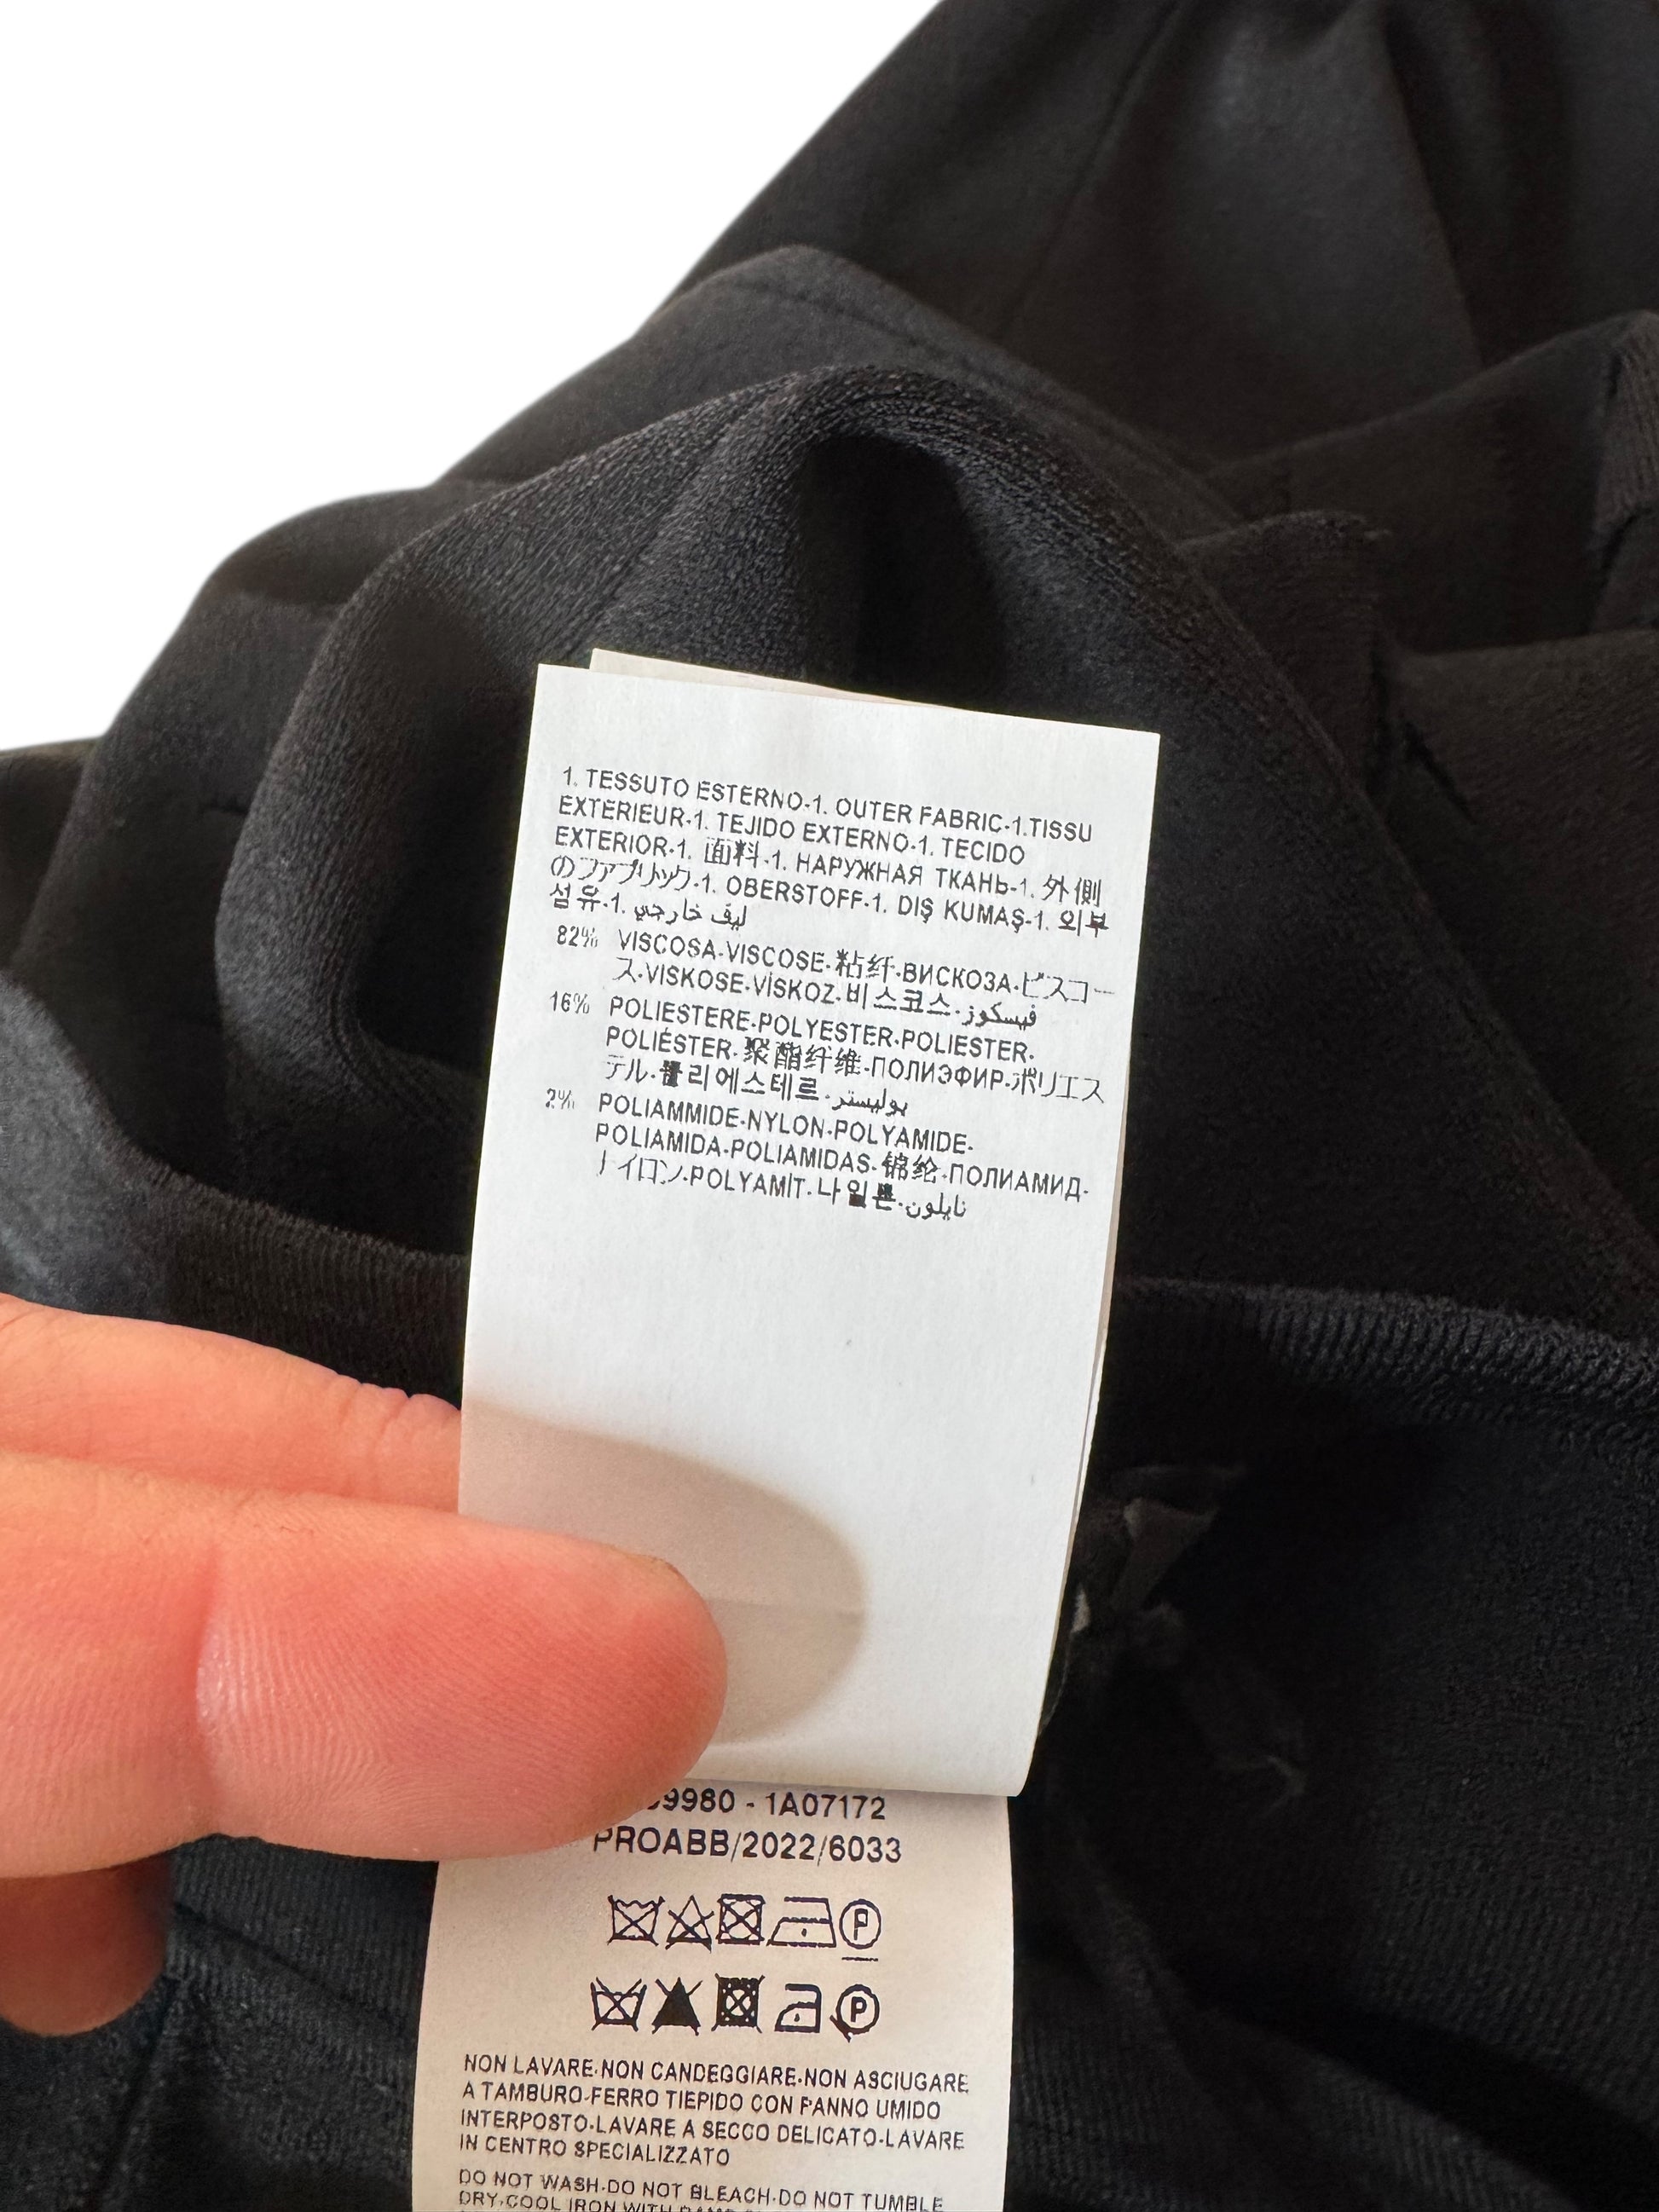 1. TESSUTO ESTERNO-1. OUTER FABRIC-1.TISSU
EXTERIEUR-1. TEJIDO EXTERNO-1. TECIDO
EXTERIOR-1. 面料-1. НАРУЖНАЯ ТКАНЬ-1. 外側
のファブリック-1. OBERSTOFF-1. DIŞ KUMAŞ-1. 외부
섬유-1. ليف خارجي
82% VISCOSA-VISCOSE-粘纤-ВИСКОЗА-ビスコー
ス-VISKOSE-VİSKOZ-비스코스-فيسكوز
16% POLIESTERE-POLYESTER-POLIESTER-
POLIÉSTER-聚酯纤维-ПОЛИЭФИР-ポリエス
テル-폴리에스테르-بوليستر
2% POLIAMMIDE-NYLON-POLYAMIDE-
POLIAMIDA-POLIAMIDAS-锦纶-ПОЛИАМИД-
ナイロン-POLYAMİT-나일론-نايلون
9980 - 1A07172
PROABB/2022/6033
P
P
NON LAVARE-NON CANDEGGIARE-NON ASCIUGARE
A TAMBURO-FERRO TIEPIDO CON PANNO UMIDO
INTERPOSTO-LAVARE A SECCO DELICATO-LAVARE
IN CENTRO SPECIALIZZATO
DO NOT WASH-DO NOT BLEACH-DO NOT TUMBLE
DRY-COOL IRON WITH